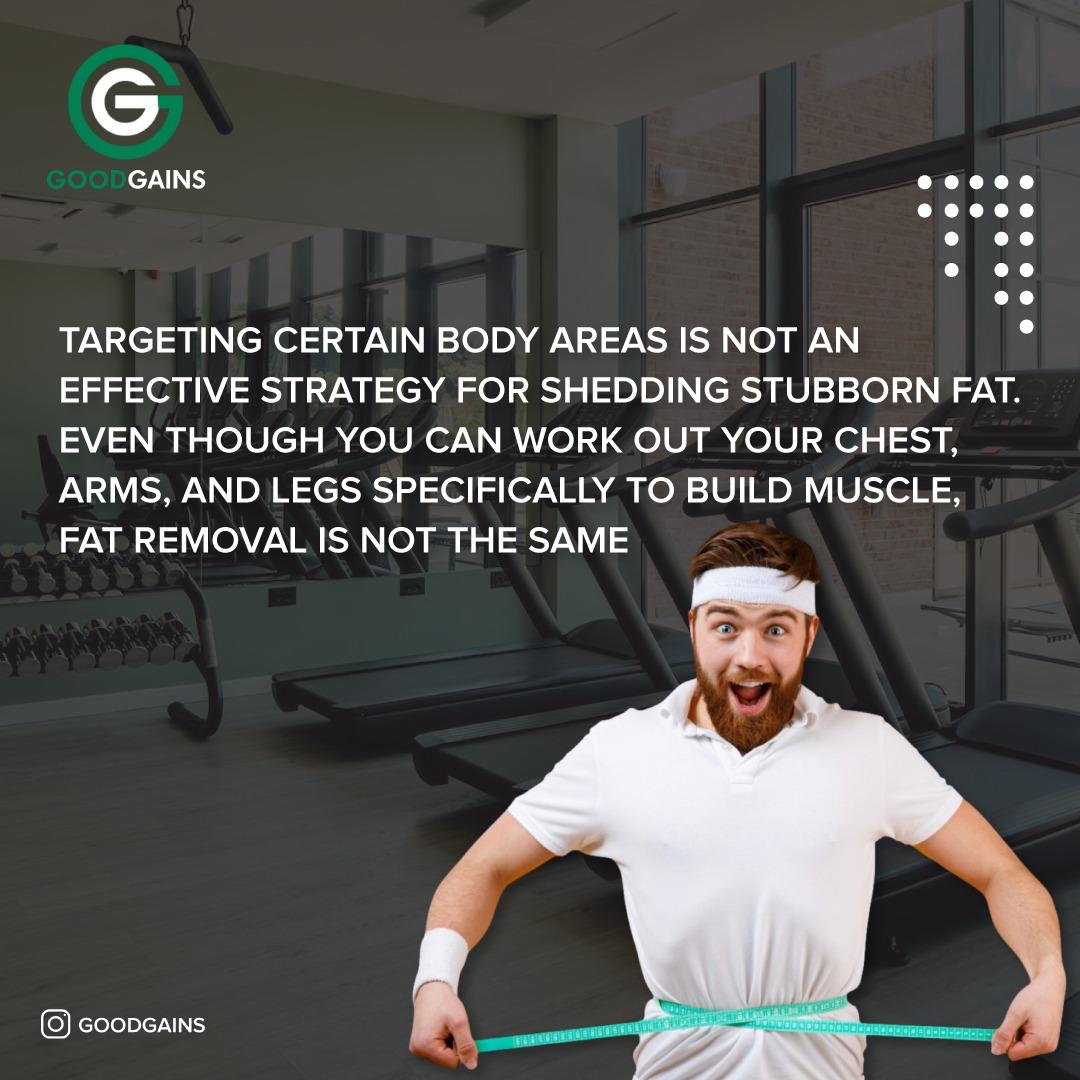 G
GOODGAINS
TARGETING CERTAIN BODY AREAS IS NOT AN
EFFECTIVE STRATEGY FOR SHEDDING STUBBORN FAT.
EVEN THOUGH YOU CAN WORK OUT YOUR CHEST,
ARMS, AND LEGS SPECIFICALLY TO BUILD MUSCLE,
FAT REMOVAL IS NOT THE SAME
GOODGAINS